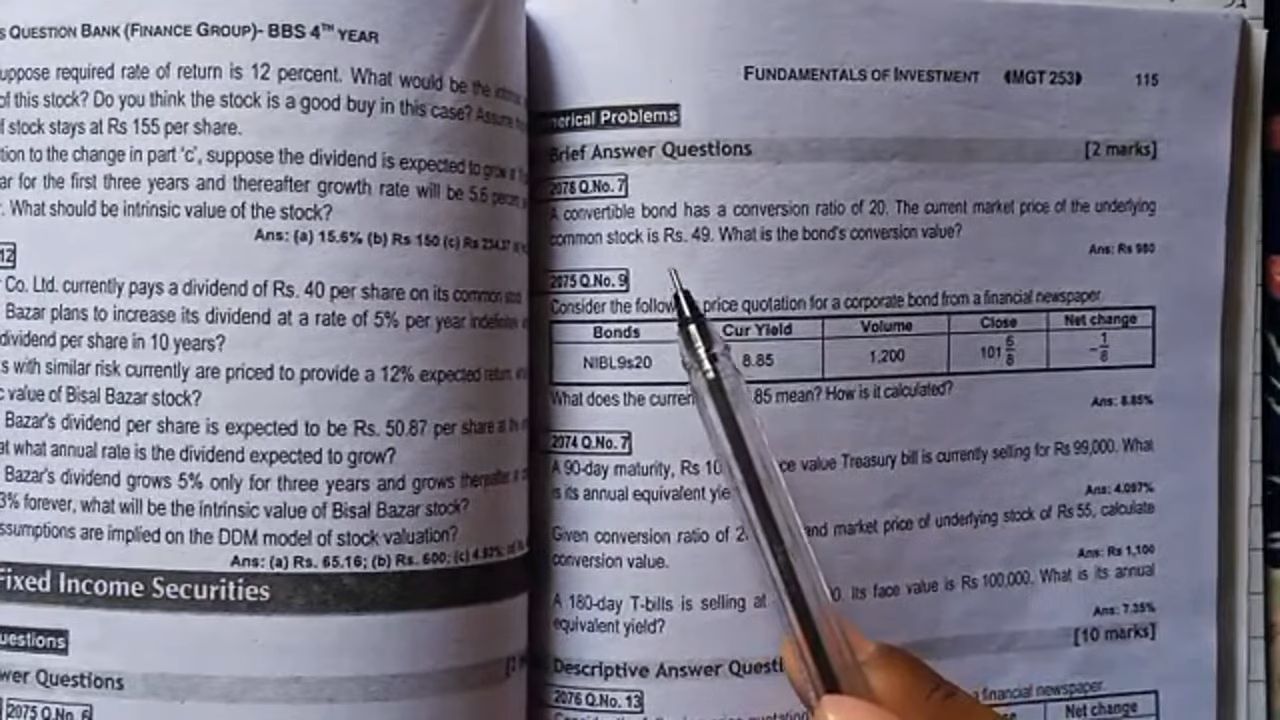 QUESTION BANK (FINANCE GROUP)- BBS 4TH YEAR
uppose required rate of return is 12 percent. What would be the
of this stock? Do you think the stock is a good buy in this case? Assume
f stock stays at Rs 155 per share.
tion to the change in part 'c', suppose the dividend is expected to grow
ar for the first three years and thereafter growth rate will be 5.6 percent
. What should be intrinsic value of the stock?
Ans: (a) 15.6% (b) Rs 150 (c) Rs
12
Co. Ltd. currently pays a dividend of Rs. 40 per share on its common
Bazar plans to increase its dividend at a rate of 5% per year
dividend per share in 10 years?
s with similar risk currently are priced to provide a 12% expected return
c value of Bisal Bazar stock?
Bazar's dividend per share is expected to be Rs. 50.87 per share at
at what annual rate is the dividend expected to grow?
Bazar's dividend grows 5% only for three years and grows thereafter
3% forever, what will be the intrinsic value of Bisal Bazar stock?
ssumptions are implied on the DDM model of stock valuation?
Ans: (a) Rs. 65.16; (b) Rs. 600; (c) 4.92%;
Fixed Income Securities
uestions
wer Questions
2075 Q.No. 6
FUNDAMENTALS OF INVESTMENT (MGT 253) 115
nerical Problems
Brief Answer Questions [2 marks]
2078 Q.No. 7
A convertible bond has a conversion ratio of 20. The current market price of the underlying
common stock is Rs. 49. What is the bond's conversion value?
Ans: Rs 980
2075 Q.No. 9
Consider the follow price quotation for a corporate bond from a financial newspaper
Bonds Cur Yield Volume Close Net change
NIBL9s20 8.85 1,200 101 6/8 -1/8
What does the curren .85 mean? How is it calculated?
Ans: 8.85%
2074 Q.No. 7
A 90-day maturity, Rs 10 ce value Treasury bill is currently selling for Rs 99,000. What
is its annual equivalent yie
Ans: 4.097%
Given conversion ratio of 2 and market price of underlying stock of Rs 55, calculate
conversion value.
Ans: Rs 1,100
A 180-day T-bills is selling at 0. Its face value is Rs 100,000. What is its annual
equivalent yield?
Ans: 7.35%
[10 marks]
Descriptive Answer Questi
2076 Q.No. 13
a financial newspaper
Net change